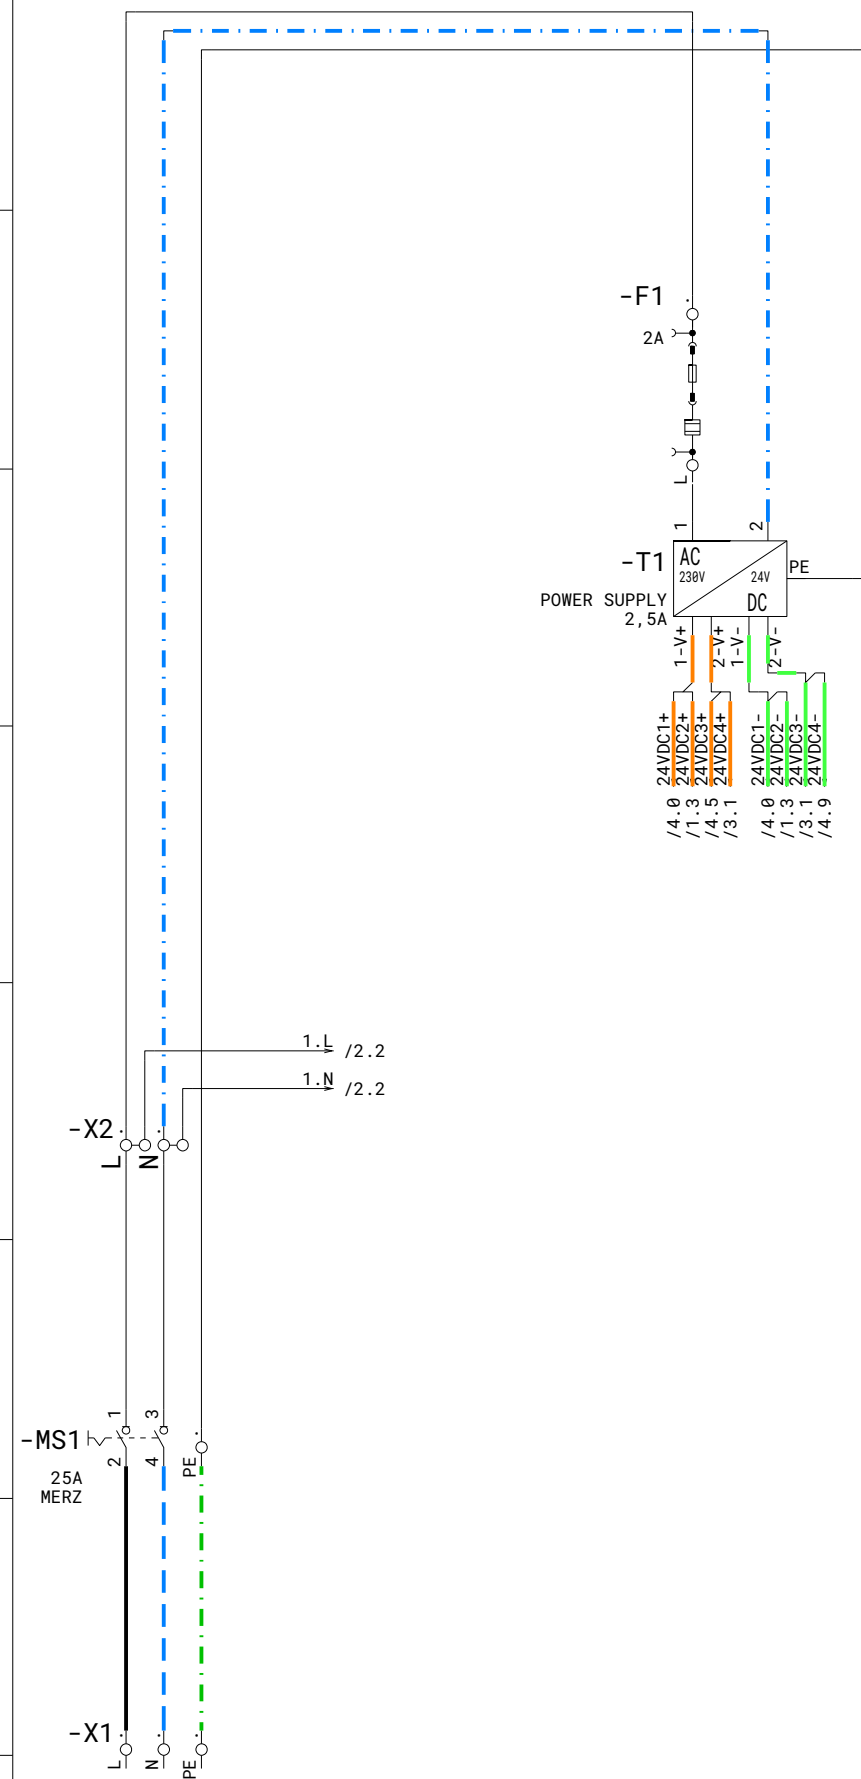 -F1
2A
L
1
2
-T1
AC
230V
24V
DC
PE
POWER SUPPLY
2,5A
1-V+
2-V+
1-V-
2-V-
24VDC1+
24VDC2+
24VDC3+
24VDC4+
24VDC1-
24VDC2-
24VDC3-
24VDC4-
/4.0
/1.3
/4.5
/3.1
/4.0
/1.3
/3.1
/4.9
1.L /2.2
1.N /2.2
-X2
L
N
1
3
-MS1
2
4
PE
25A
MERZ
-X1
L
N
PE